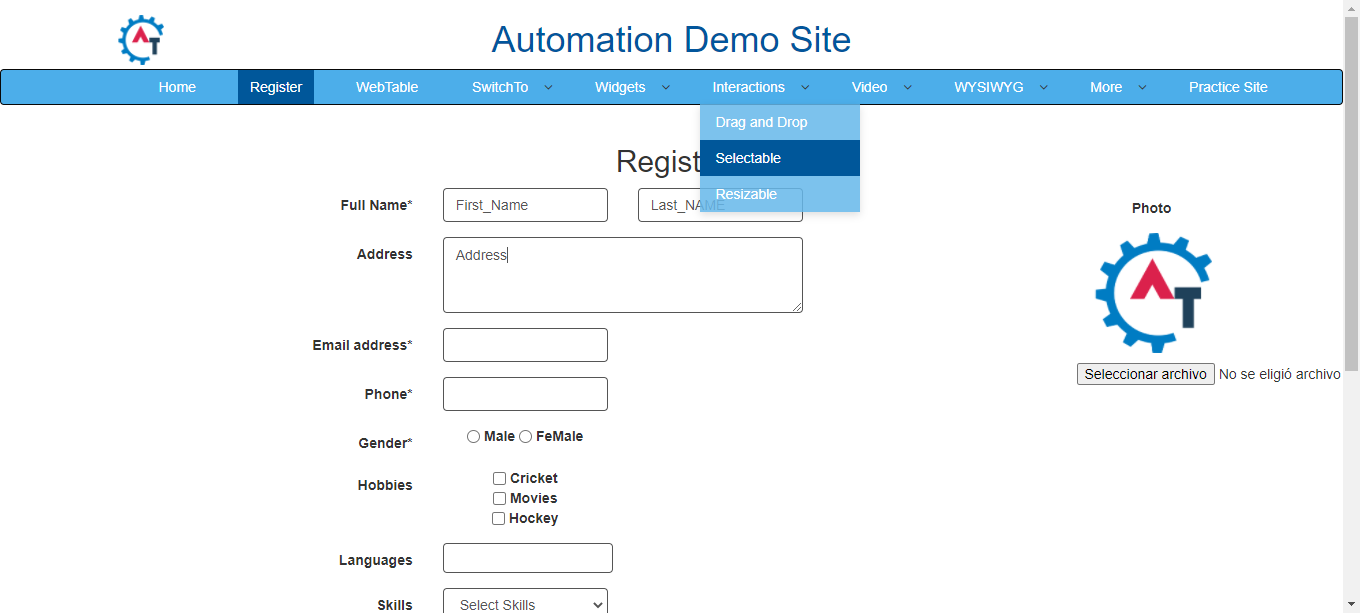 Automation Demo Site
Home Register WebTable SwitchTo Widgets Interactions Video WYSIWYG More Practice Site
Drag and Drop
Selectable
Resizable
Regist
Full Name* First_Name Last_NAME
Photo
Address Address
AT
Email address*
Seleccionar archivo No se eligió archivo
Phone*
Gender* Male FeMale
Hobbies Cricket
Movies
Hockey
Languages
Skills Select Skills